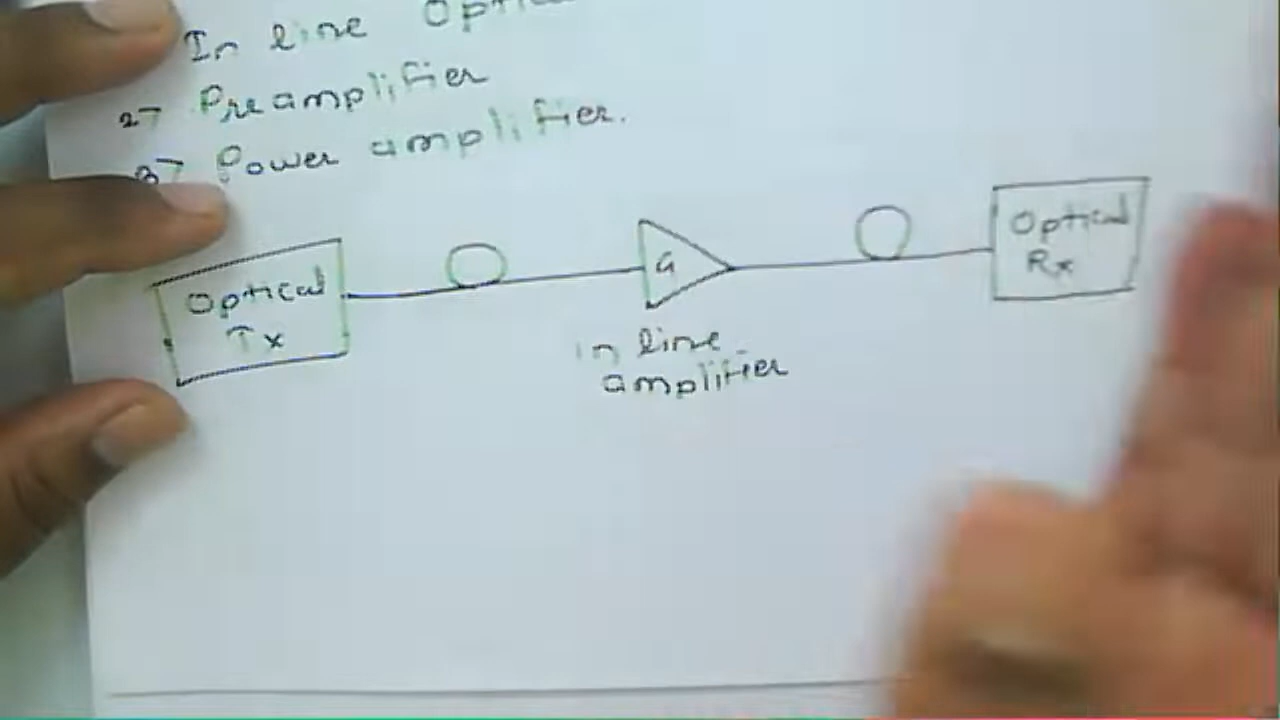 In line
2> Preamplifier
3> Power amplifier.
Optical
Tx
G
in line
amplifier
Optical
Rx